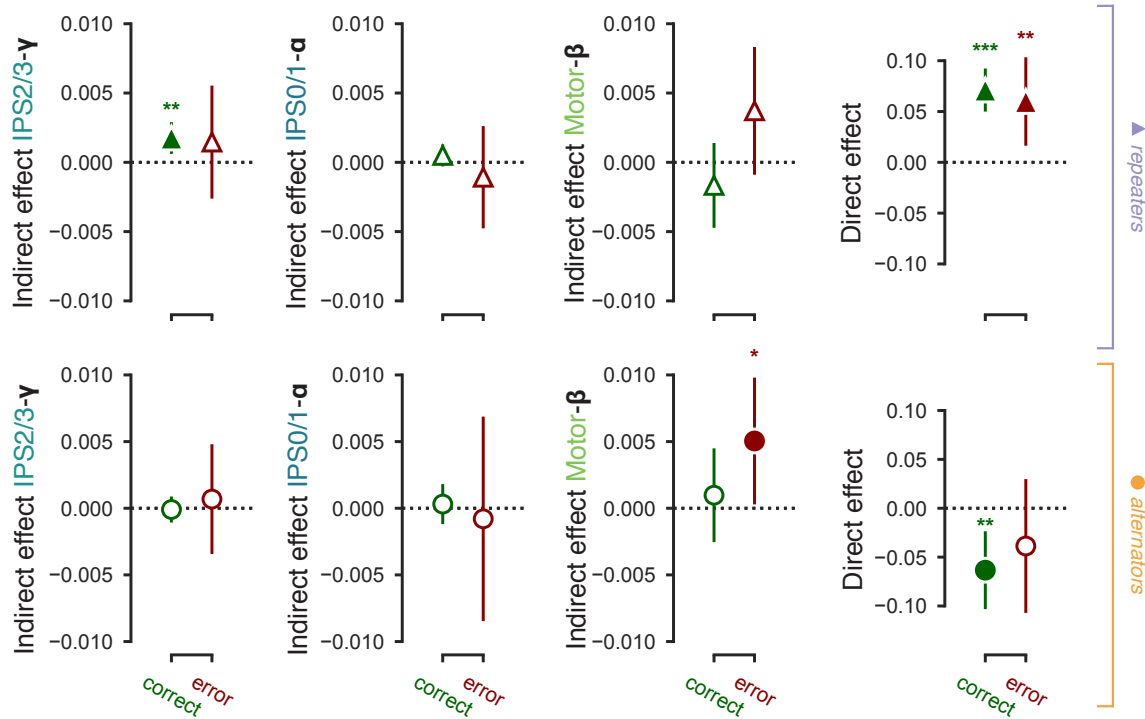 Indirect effect IPS2/3-γ
0.010
0.005
0.000
−0.005
−0.010
**
Indirect effect IPS0/1-α
0.010
0.005
0.000
−0.005
−0.010
Indirect effect Motor-β
0.010
0.005
0.000
−0.005
−0.010
Direct effect
0.10
0.05
0.00
−0.05
−0.10
***
**
▲ repeaters
Indirect effect IPS2/3-γ
0.010
0.005
0.000
−0.005
−0.010
correct
error
Indirect effect IPS0/1-α
0.010
0.005
0.000
−0.005
−0.010
Indirect effect Motor-β
0.010
0.005
0.000
−0.005
−0.010
*
correct
error
Direct effect
0.10
0.05
0.00
−0.05
−0.10
**
correct
error
● alternators